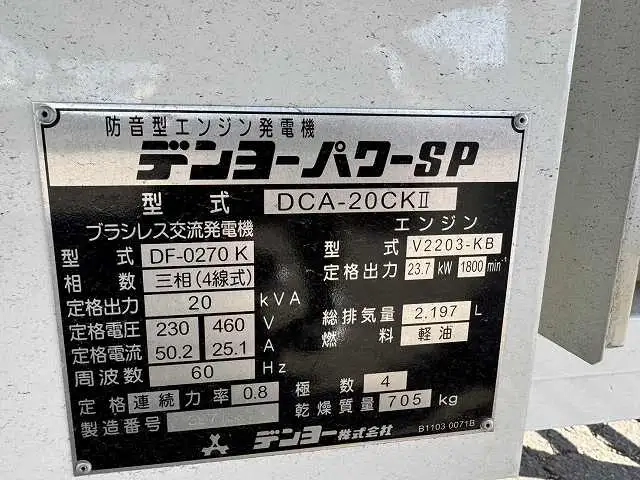 防音型エンジン発電機
デンヨーパワーSP
型式 DCA-20CKⅡ
ブラシレス交流発電機
型式 DF-0270 K
相数 三相(4線式)
定格出力 20 kVA
定格電圧 230 460 V
定格電流 50.2 25.1 A
周波数 60 Hz
定格 連続 力率 0.8
製造番号
エンジン
型式 V2203-KB
定格出力 23.7 kW 1800 min⁻¹
総排気量 2.197 L
燃料 軽油
極数 4
乾燥質量 705 kg
デンヨー株式会社
B1103 0071B